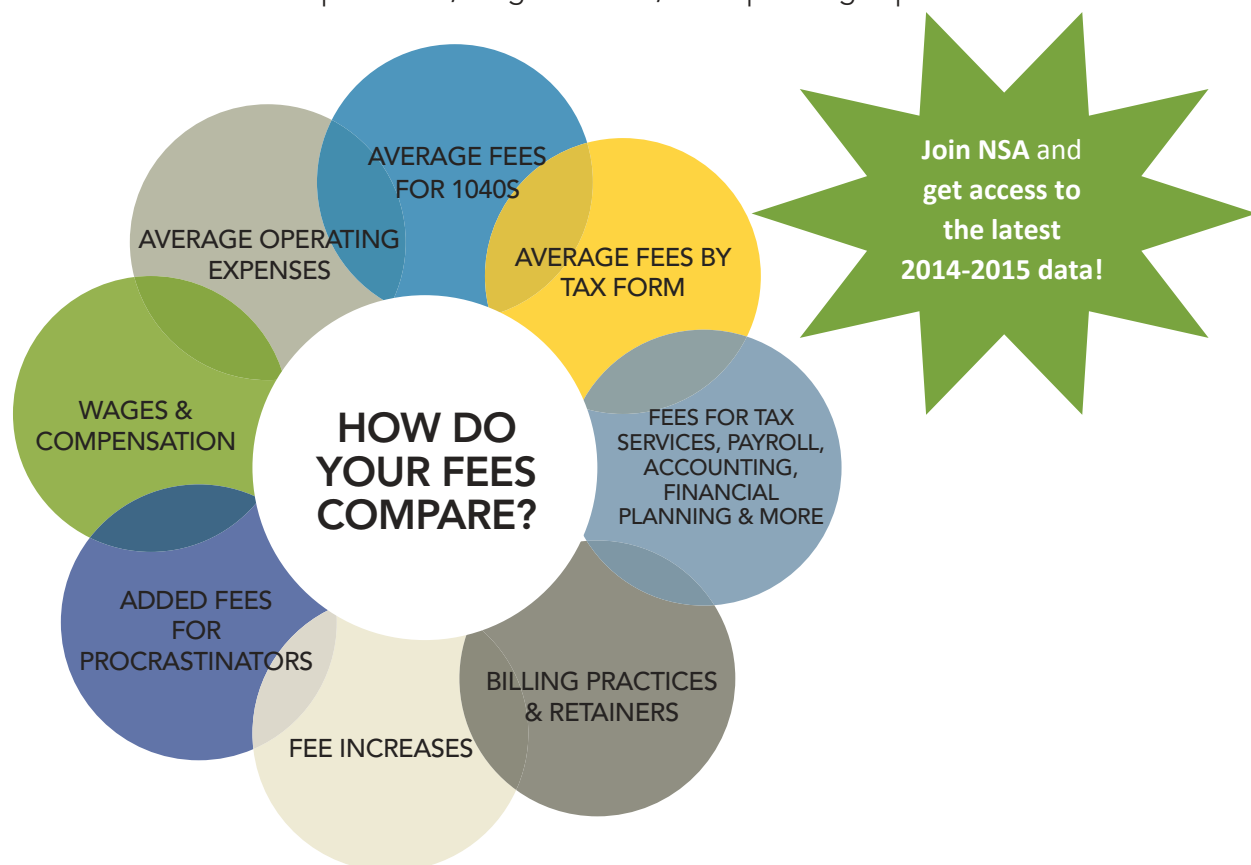 AVERAGE FEES
FOR 1040S
AVERAGE FEES BY
TAX FORM
FEES FOR TAX
SERVICES, PAYROLL,
ACCOUNTING,
FINANCIAL
PLANNING & MORE
BILLING PRACTICES
& RETAINERS
FEE INCREASES
ADDED FEES
FOR
PROCRASTINATORS
WAGES &
COMPENSATION
AVERAGE OPERATING
EXPENSES
HOW DO
YOUR FEES
COMPARE?
Join NSA and
get access to
the latest
2014-2015 data!